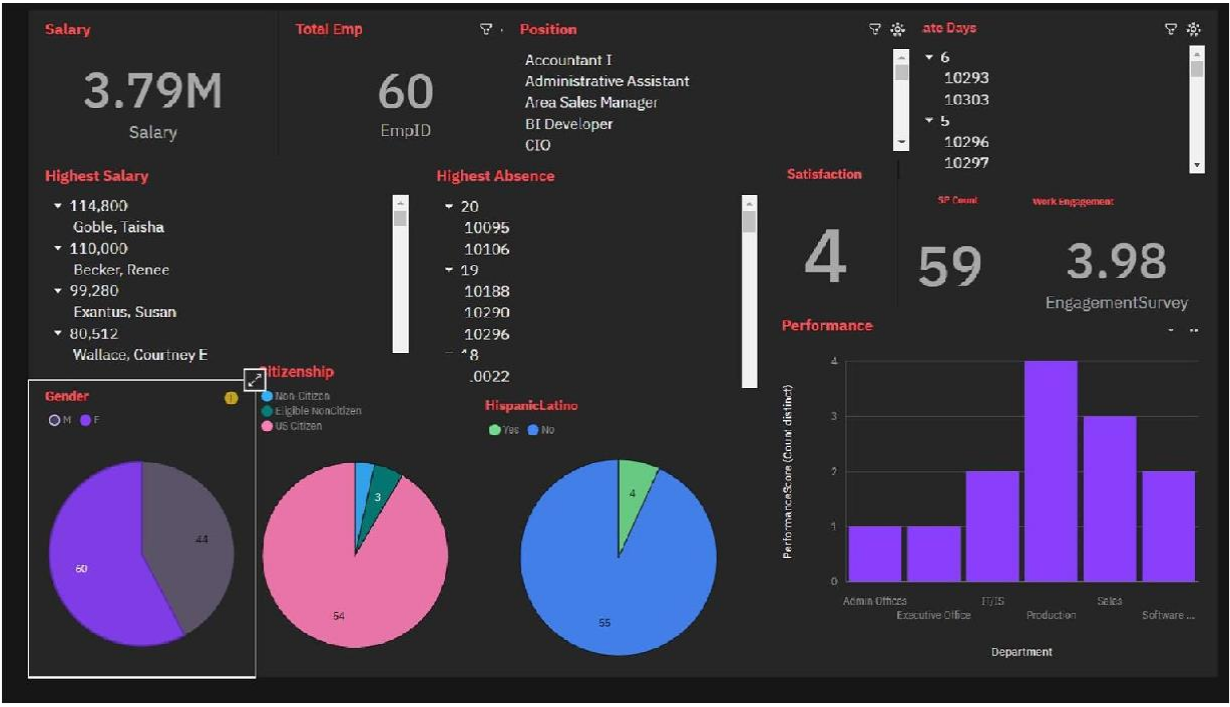 Salary
3.79M
Salary
Total Emp
60
EmpID
Position
Accountant I
Administrative Assistant
Area Sales Manager
BI Developer
CIO
ate Days
6
10293
10303
5
10296
10297
Highest Salary
114,800
Goble, Taisha
110,000
Becker, Renee
99,280
Exantus, Susan
80,512
Wallace, Courtney E
Highest Absence
20
10095
10106
19
10188
10290
10296
18
.0022
Satisfaction
4
SP Count
59
Work Engagement
3.98
EngagementSurvey
Gender
M F
44
60
Citizenship
Non-Citizen
Eligible NonCitizen
US Citizen
3
54
HispanicLatino
Yes No
4
55
Performance
PerformanceScore (Count distinct)
4
3
2
1
0
Admin Offices
Executive Office
IT/IS
Production
Sales
Software ...
Department